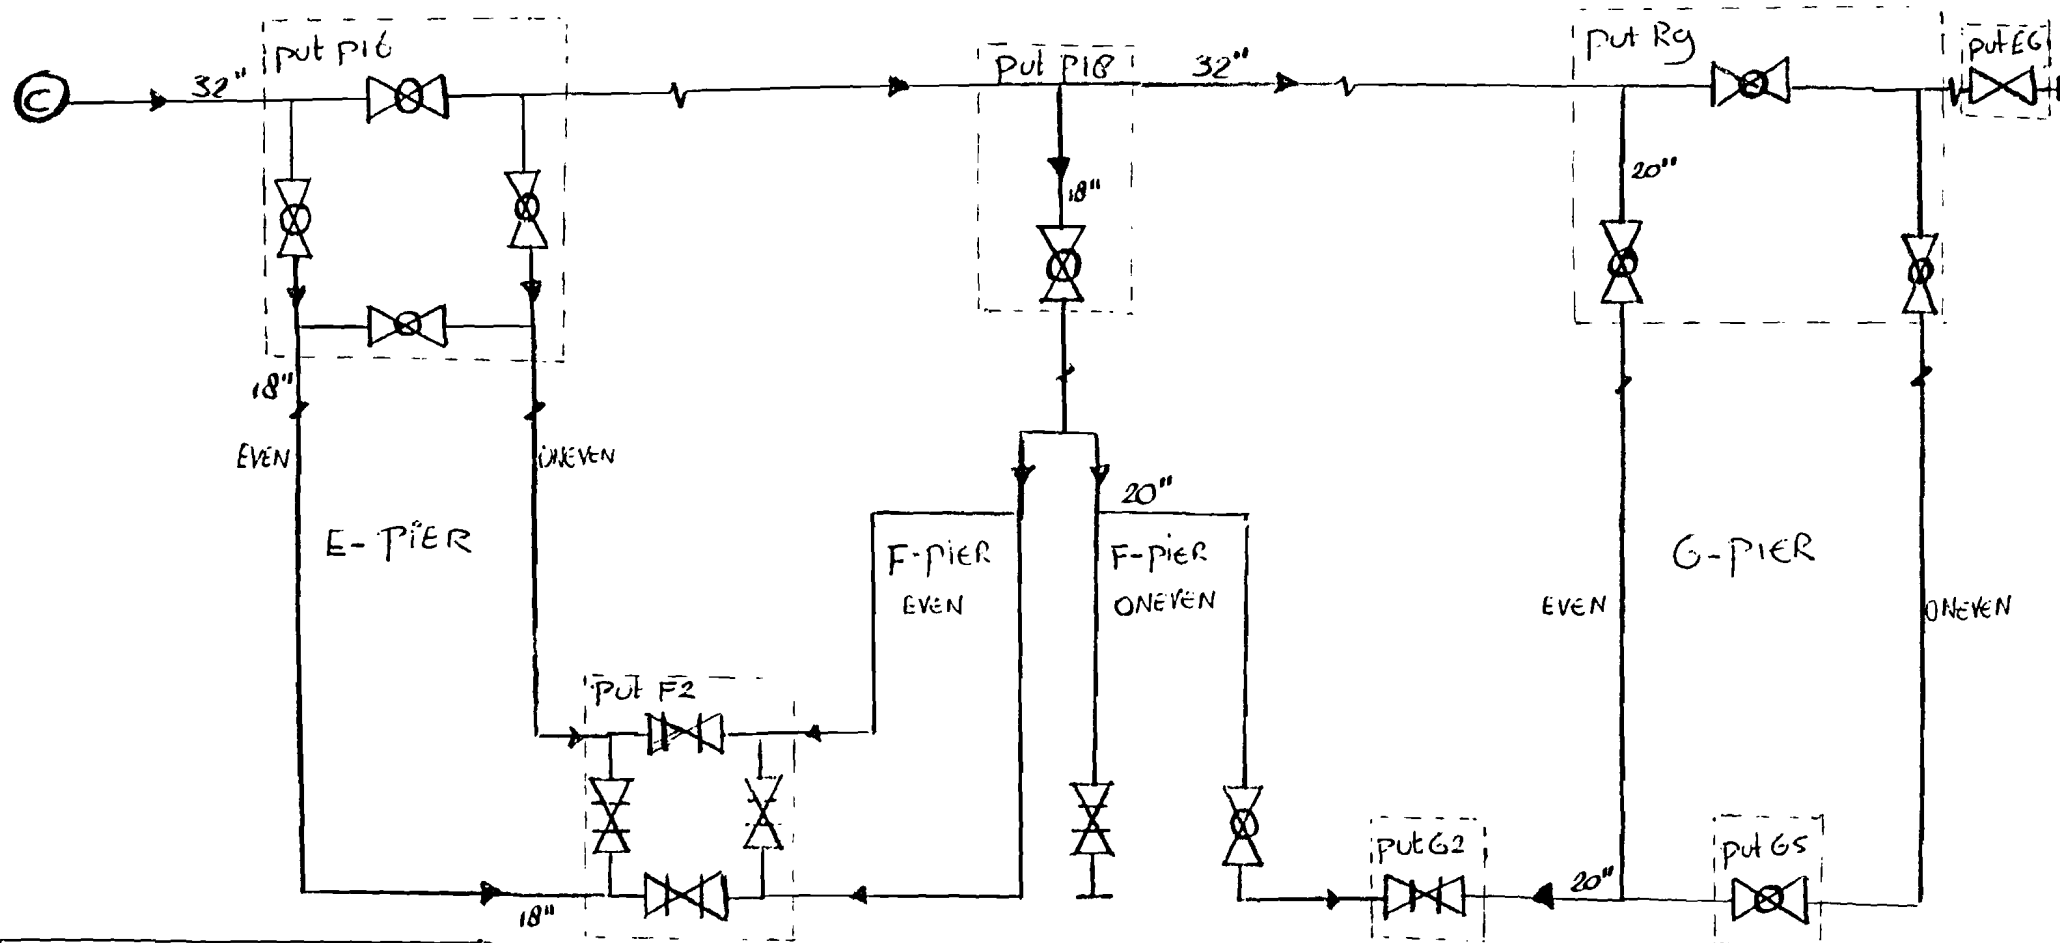 put P16
put P18
put R9
put E6
C
32"
32"
20"
18"
18"
EVEN
ONEVEN
20"
E-PIER
F-PIER
EVEN
F-PIER
ONEVEN
G-PIER
EVEN
ONEVEN
put F2
put G2
put G5
20"
18"